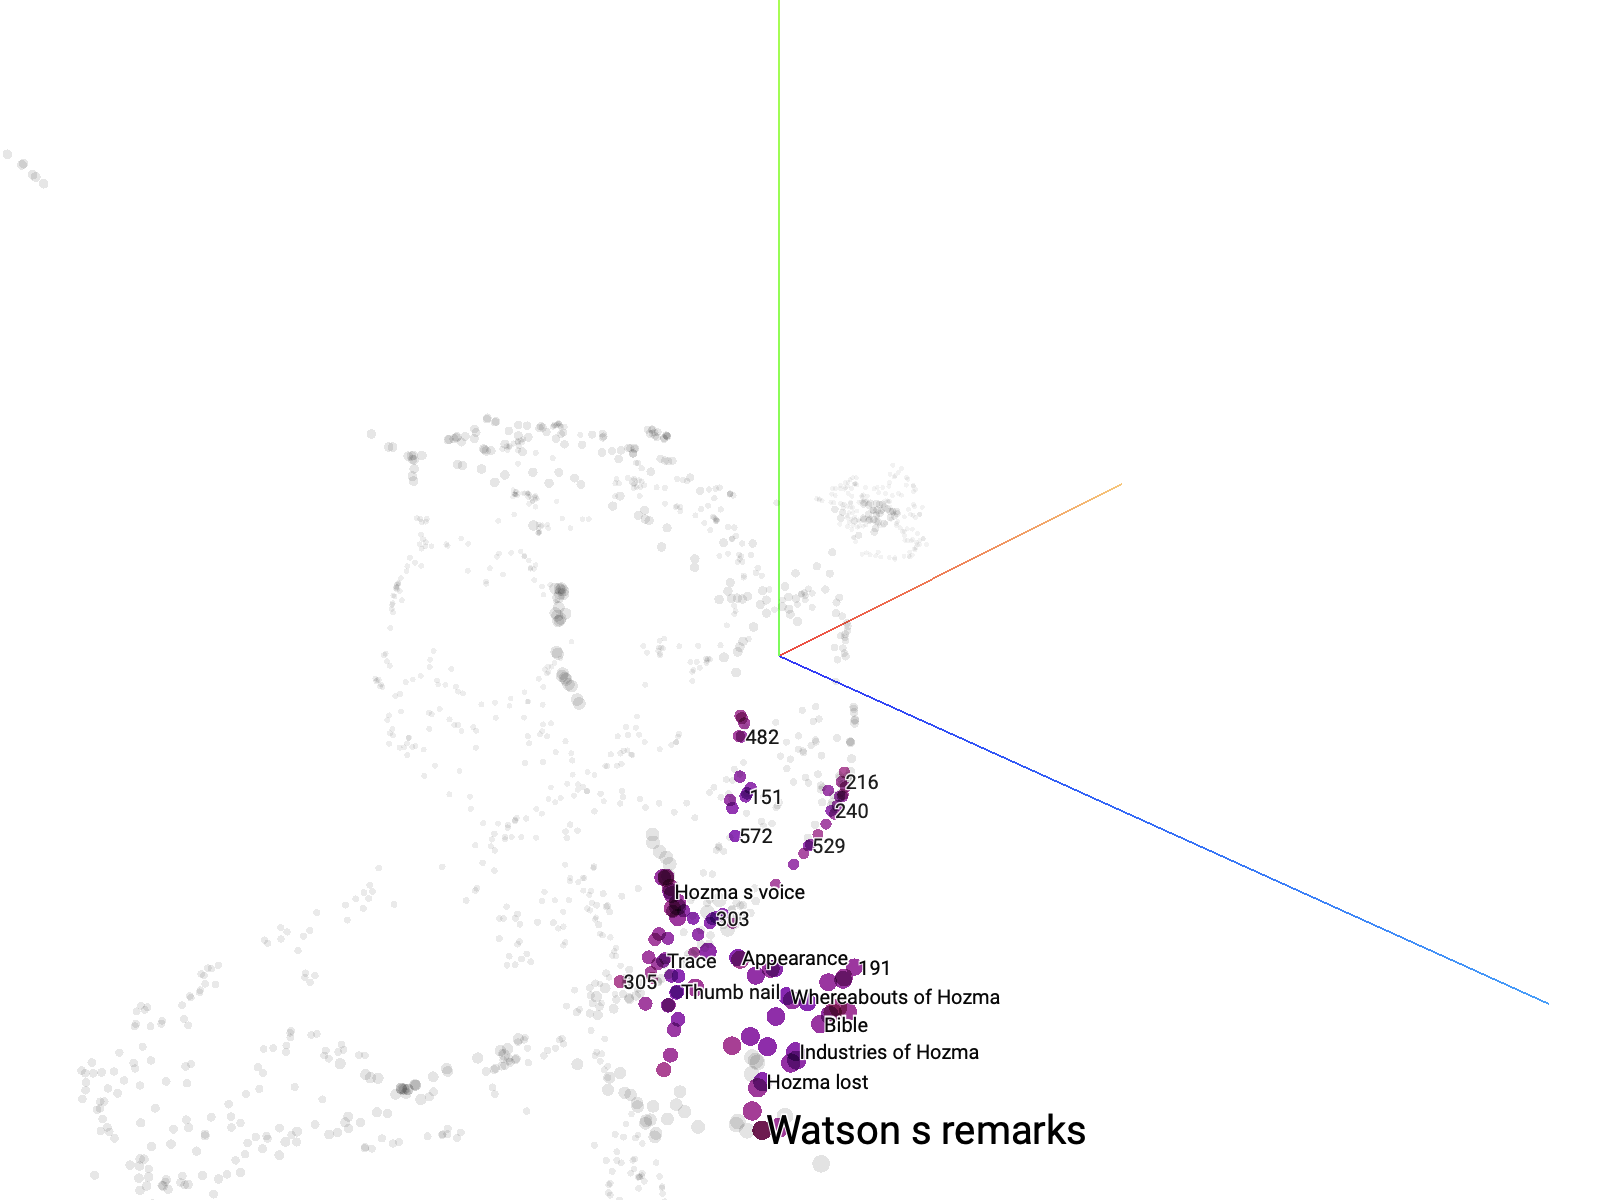 482
216
151
240
572
529
Hozma s voice
303
Appearance
Trace
191
305
Thumb nail
Whereabouts of Hozma
Bible
Industries of Hozma
Hozma lost
Watson s remarks